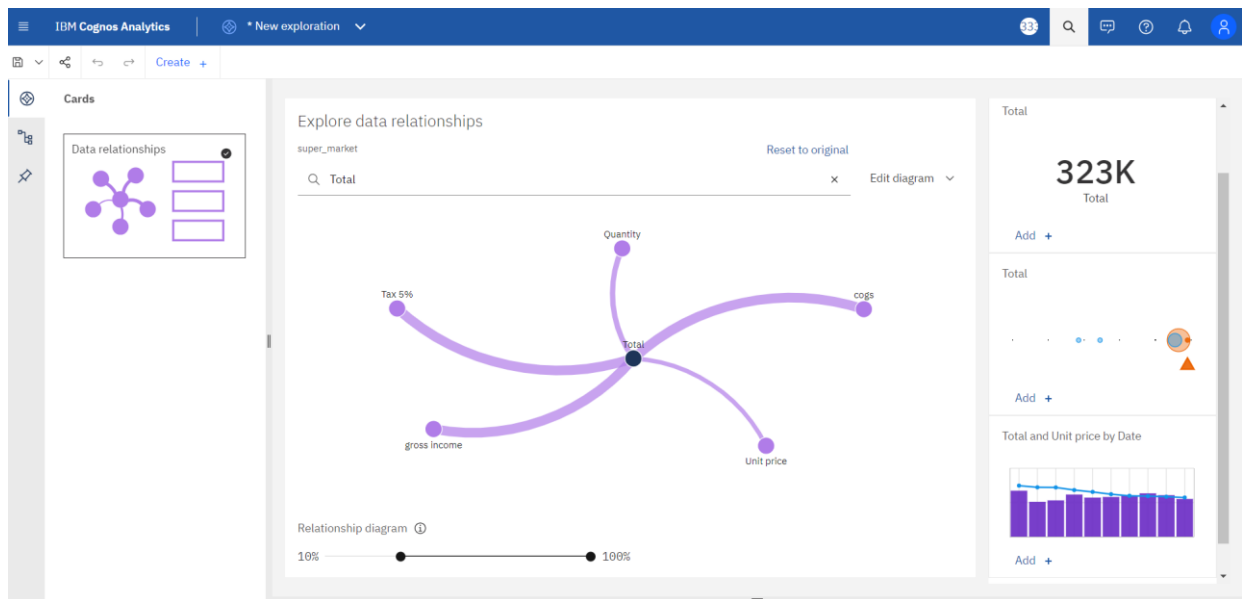 IBM Cognos Analytics
* New exploration
Create +
Cards
Data relationships
Explore data relationships
super_market
Reset to original
Total
Edit diagram
Quantity
Tax 5%
cogs
Total
gross income
Unit price
Relationship diagram
10%
100%
Total
323K
Total
Add +
Total
Add +
Total and Unit price by Date
Add +